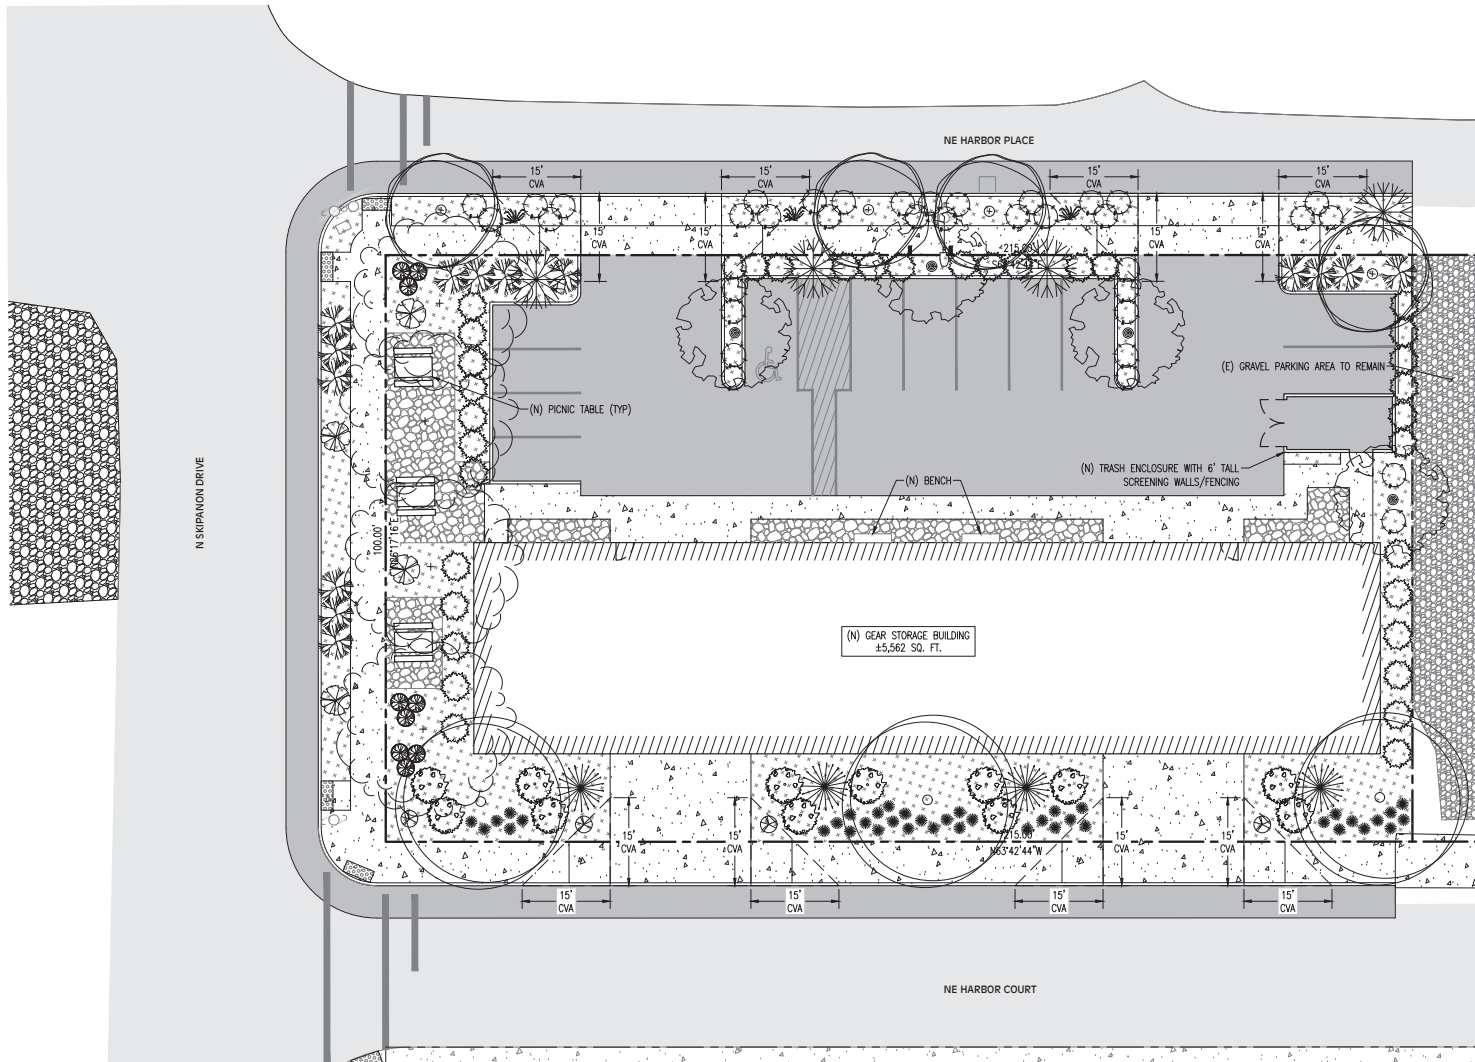 NE HARBOR PLACE
15'
CVA
15'
CVA
15'
CVA
15'
CVA
15'
CVA
15'
CVA
15'
CVA
15'
CVA
215.00
(E) GRAVEL PARKING AREA TO REMAIN
(N) PICNIC TABLE (TYP)
(N) TRASH ENCLOSURE WITH 6' TALL
SCREENING WALLS/FENCING
(N) BENCH
N SKIPANON DRIVE
100.00'
(N) GEAR STORAGE BUILDING
±5,562 SQ. FT.
15'
CVA
15'
CVA
15'
CVA
15'
CVA
215.00'
N63°42'44"W
15'
CVA
15'
CVA
15'
CVA
15'
CVA
NE HARBOR COURT